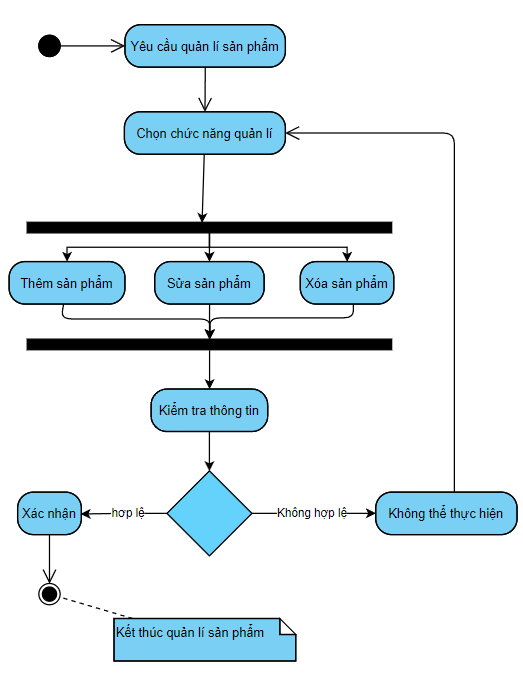 Yêu cầu quản lí sản phẩm
Chọn chức năng quản lí
Thêm sản phẩm
Sửa sản phẩm
Xóa sản phẩm
Kiểm tra thông tin
Xác nhận
hơp lệ
Không hợp lệ
Không thể thực hiện
Kết thúc quản lí sản phẩm